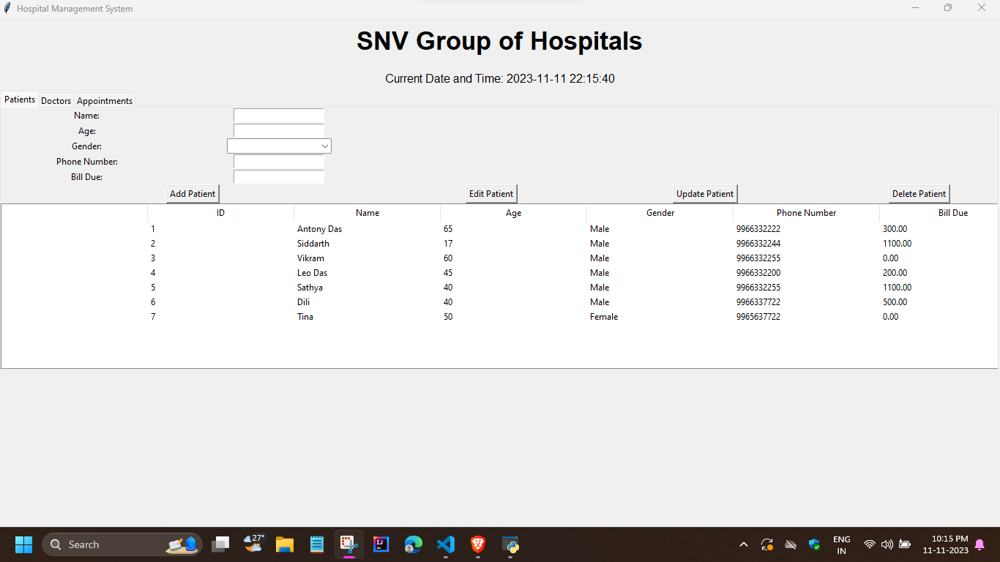 Hospital Management System
SNV Group of Hospitals
Current Date and Time: 2023-11-11 22:15:40
Patients Doctors Appointments
Name:
Age:
Gender:
Phone Number:
Bill Due:
Add Patient Edit Patient Update Patient Delete Patient
ID Name Age Gender Phone Number Bill Due
1 Antony Das 65 Male 9966332222 300.00
2 Siddarth 17 Male 9966332244 1100.00
3 Vikram 60 Male 9966332255 0.00
4 Leo Das 45 Male 9966332200 200.00
5 Sathya 40 Male 9966332255 1100.00
6 Dili 40 Male 9966337722 500.00
7 Tina 50 Female 9965637722 0.00
Search 27° IJ ENG 10:15 PM
IN 11-11-2023